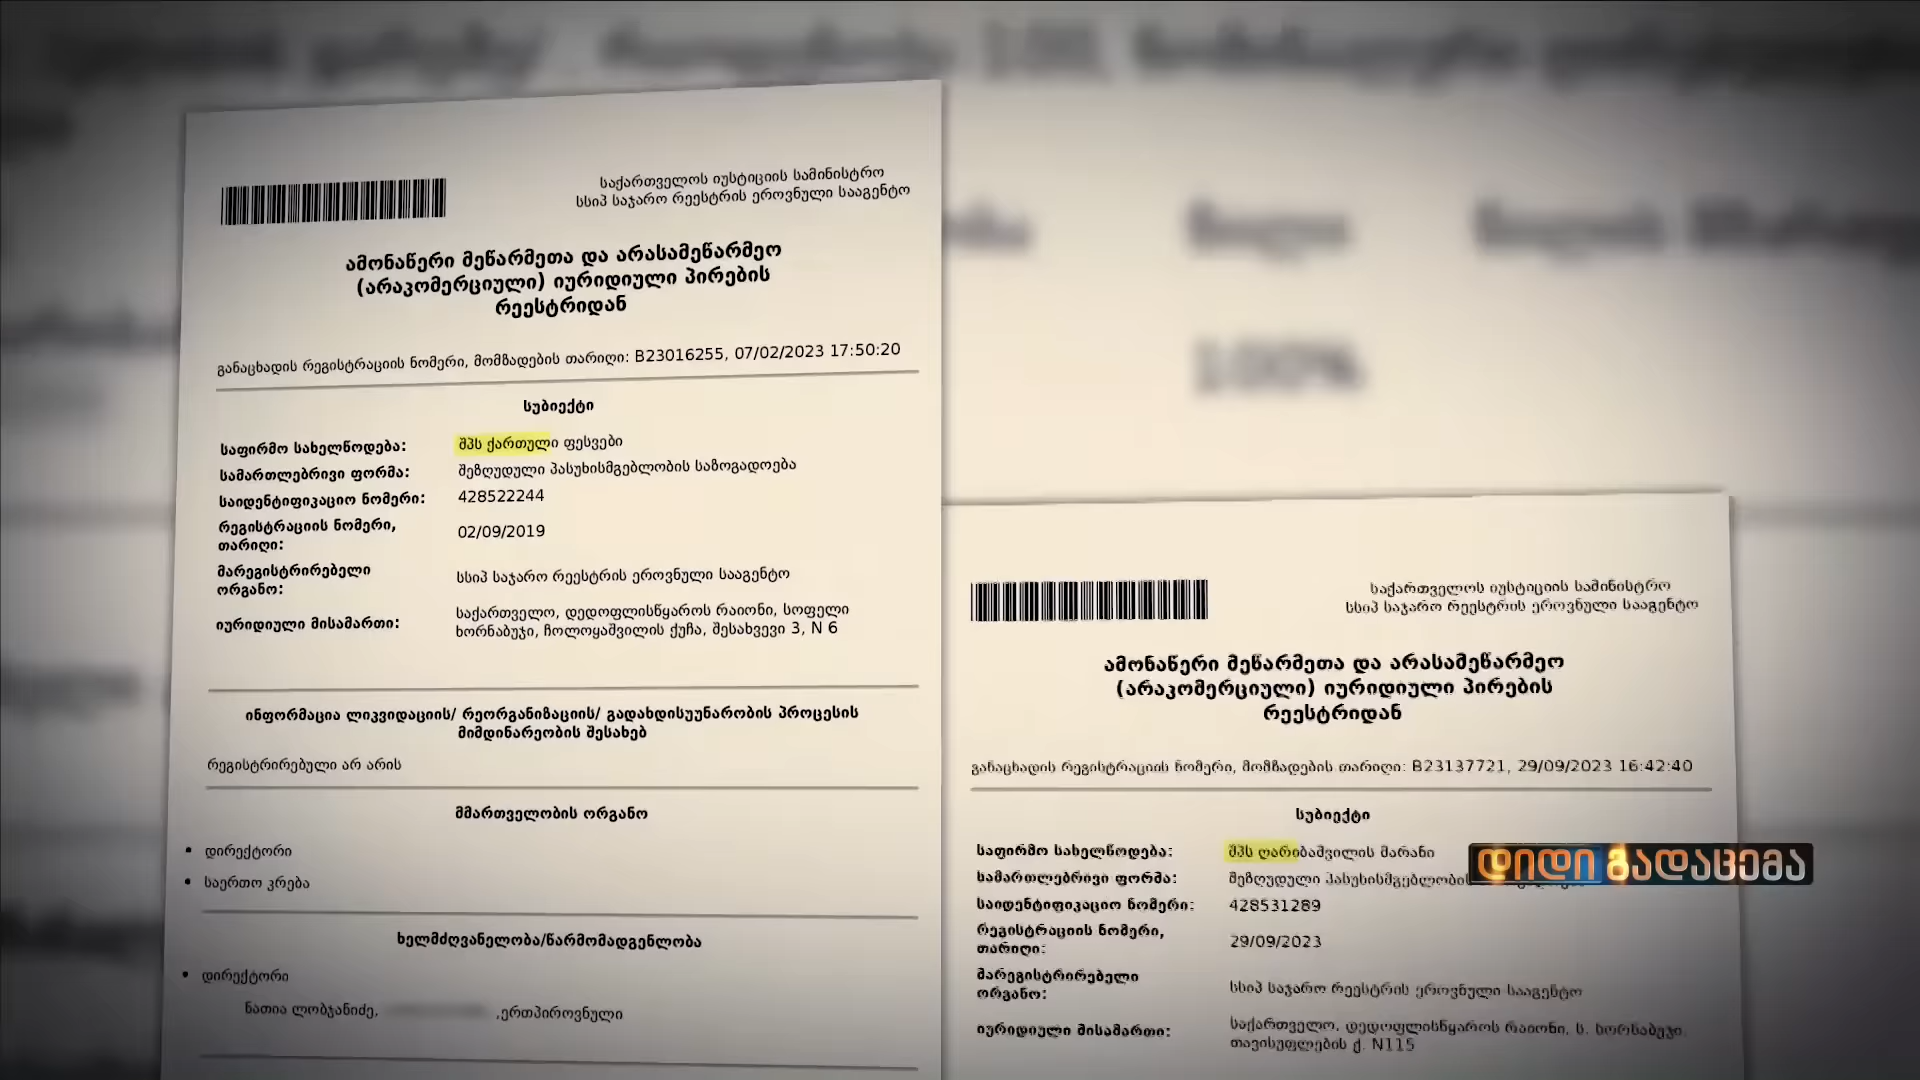 საქართველოს იუსტიციის სამინისტრო
სსიპ საჯარო რეესტრის ეროვნული სააგენტო
ამონაწერი მეწარმეთა და არასამეწარმეო
(არაკომერციული) იურიდიული პირების
რეესტრიდან
განაცხადის რეგისტრაციის ნომერი, მომზადების თარიღი: B23016255, 07/02/2023 17:50:20
სუბიექტი
საფირმო სახელწოდება: შპს ქართული ფესვები
სამართლებრივი ფორმა: შეზღუდული პასუხისმგებლობის საზოგადოება
საიდენტიფიკაციო ნომერი: 428522244
რეგისტრაციის ნომერი,
თარიღი: 02/09/2019
მარეგისტრირებელი
ორგანო: სსიპ საჯარო რეესტრის ეროვნული სააგენტო
იურიდიული მისამართი: საქართველო, დედოფლისწყაროს რაიონი, სოფელი
ხორნაბუჯი, ჩოლოყაშვილის ქუჩა, შესახვევი 3, N 6
ინფორმაცია ლიკვიდაციის/ რეორგანიზაციის/ გადახდისუუნარობის პროცესის
მიმდინარეობის შესახებ
რეგისტრირებული არ არის
მმართველობის ორგანო
• დირექტორი
• საერთო კრება
ხელმძღვანელობა/წარმომადგენლობა
• დირექტორი
ნათია ლობჯანიძე, ,ერთპიროვნული
100%
საქართველოს იუსტიციის სამინისტრო
სსიპ საჯარო რეესტრის ეროვნული სააგენტო
ამონაწერი მეწარმეთა და არასამეწარმეო
(არაკომერციული) იურიდიული პირების
რეესტრიდან
განაცხადის რეგისტრაციის ნომერი, მომზადების თარიღი: B23137721, 29/09/2023 16:42:40
სუბიექტი
საფირმო სახელწოდება: შპს ღარიბაშვილის მარანი
სამართლებრივი ფორმა: შეზღუდული პასუხისმგებლობის
საიდენტიფიკაციო ნომერი: 428531289
რეგისტრაციის ნომერი,
თარიღი: 29/09/2023
მარეგისტრირებელი
ორგანო: სსიპ საჯარო რეესტრის ეროვნული სააგენტო
იურიდიული მისამართი: საქართველო, დედოფლისწყაროს რაიონი, ს. ხორნაბუჯი,
თავისუფლების ქ. N115
დიდი გადაცემა